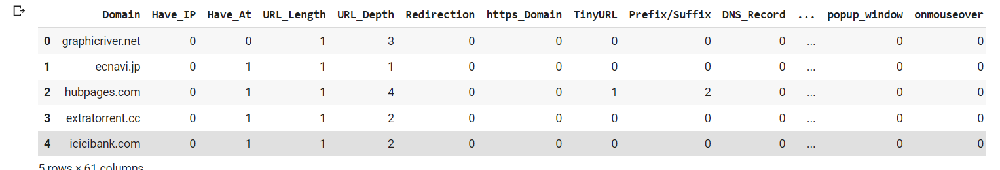 Domain Have_IP Have_At URL_Length URL_Depth Redirection https_Domain TinyURL Prefix/Suffix DNS_Record ... popup_window onmouseover
0 graphicriver.net 0 0 1 3 0 0 0 0 0 ... 0 0
1 ecnavi.jp 0 1 1 1 0 0 0 0 0 ... 0 0
2 hubpages.com 0 1 1 4 0 0 1 2 0 ... 0 0
3 extratorrent.cc 0 1 1 2 0 0 0 0 0 ... 0 0
4 icicibank.com 0 1 1 2 0 0 0 0 0 ... 0 0
5 rows × 61 columns